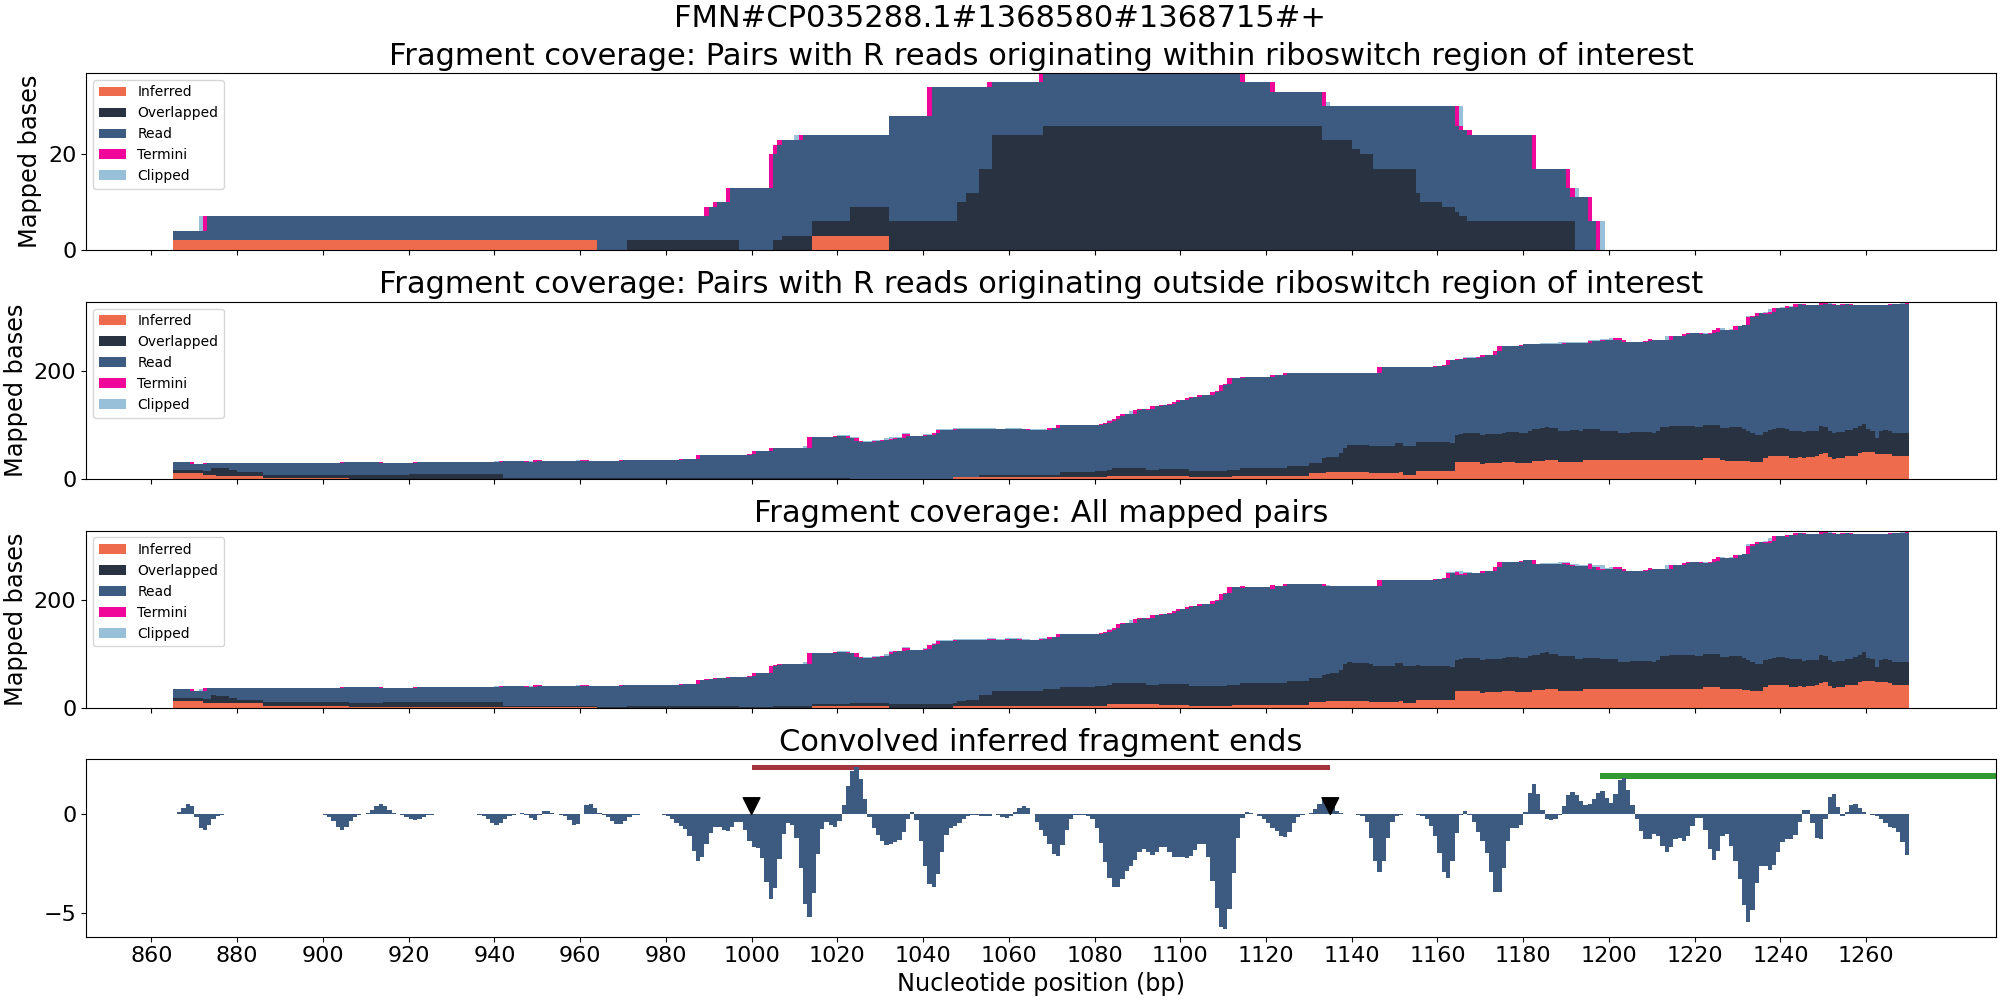 FMN#CP035288.1#1368580#1368715#+
Fragment coverage: Pairs with R reads originating within riboswitch region of interest
Mapped bases
20
0
Inferred
Overlapped
Read
Termini
Clipped
Fragment coverage: Pairs with R reads originating outside riboswitch region of interest
Mapped bases
200
0
Inferred
Overlapped
Read
Termini
Clipped
Fragment coverage: All mapped pairs
Mapped bases
200
0
Inferred
Overlapped
Read
Termini
Clipped
Convolved inferred fragment ends
0
−5
860 880 900 920 940 960 980 1000 1020 1040 1060 1080 1100 1120 1140 1160 1180 1200 1220 1240 1260
Nucleotide position (bp)